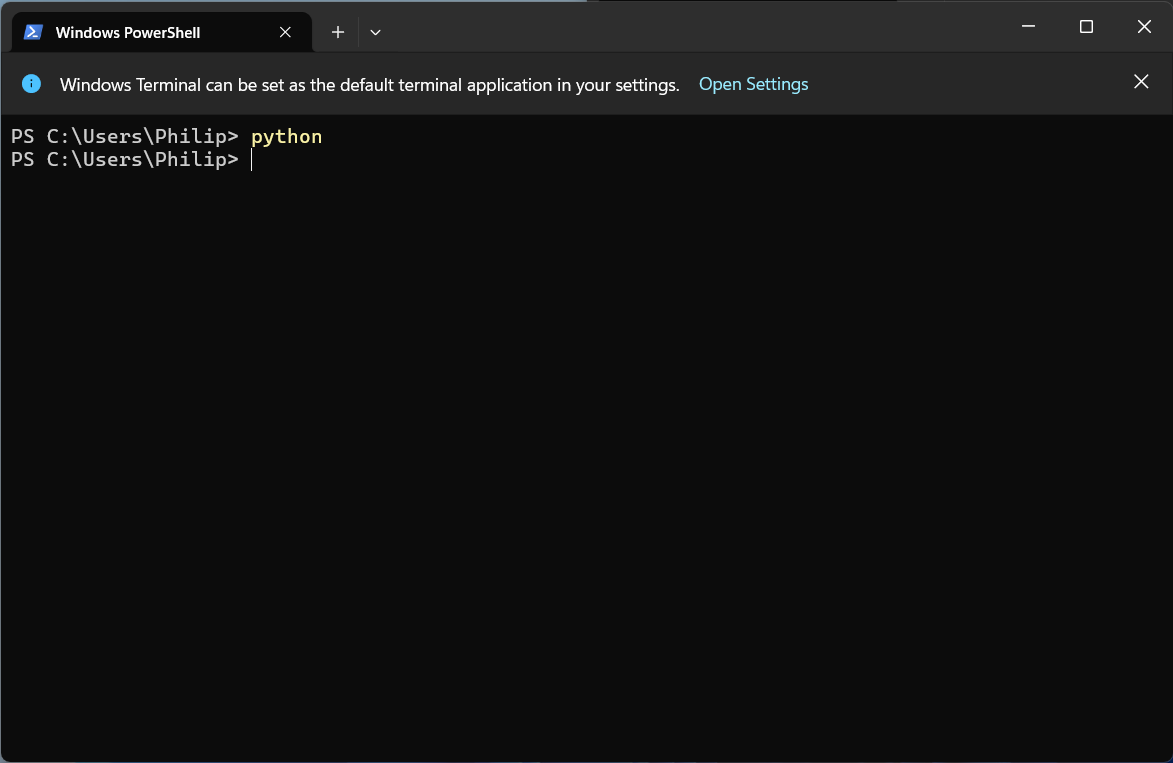 Windows PowerShell
Windows Terminal can be set as the default terminal application in your settings. Open Settings
PS C:\Users\Philip> python
PS C:\Users\Philip>